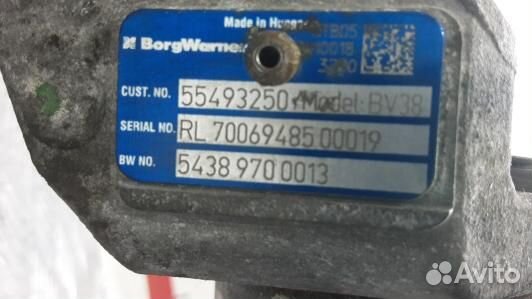 Made in Hungary
BorgWarner
CUST. NO. 55493250 Model: BV38
SERIAL NO. RL 70069485 00019
BW NO. 5438 970 0013
Avito